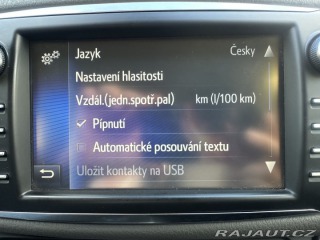 Jazyk Česky
Nastavení hlasitosti
Vzdál.(jedn.spotř.pal) km (l/100 km)
Pípnutí
Automatické posouvání textu
Uložit kontakty na USB
RAJAUT.CZ